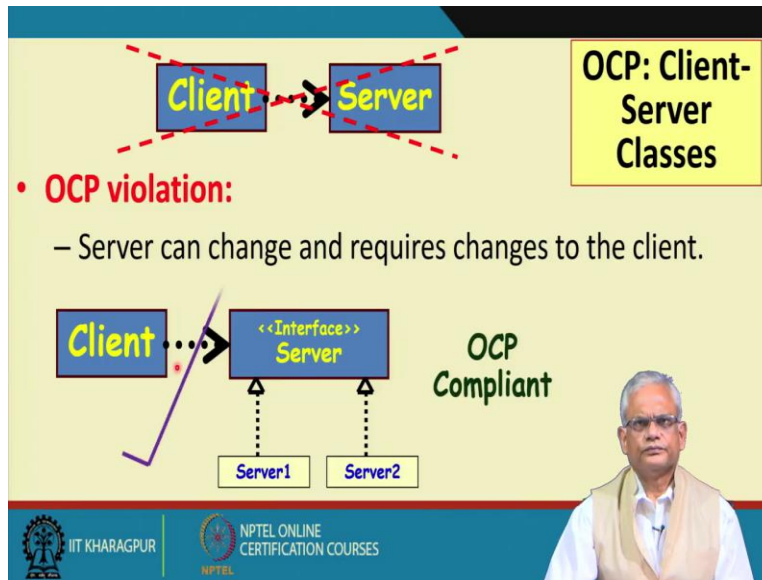 Client
Server
OCP: Client-
Server
Classes
• OCP violation:
– Server can change and requires changes to the client.
Client
<<Interface>>
Server
OCP
Compliant
Server1
Server2
IIT KHARAGPUR
NPTEL
NPTEL ONLINE
CERTIFICATION COURSES